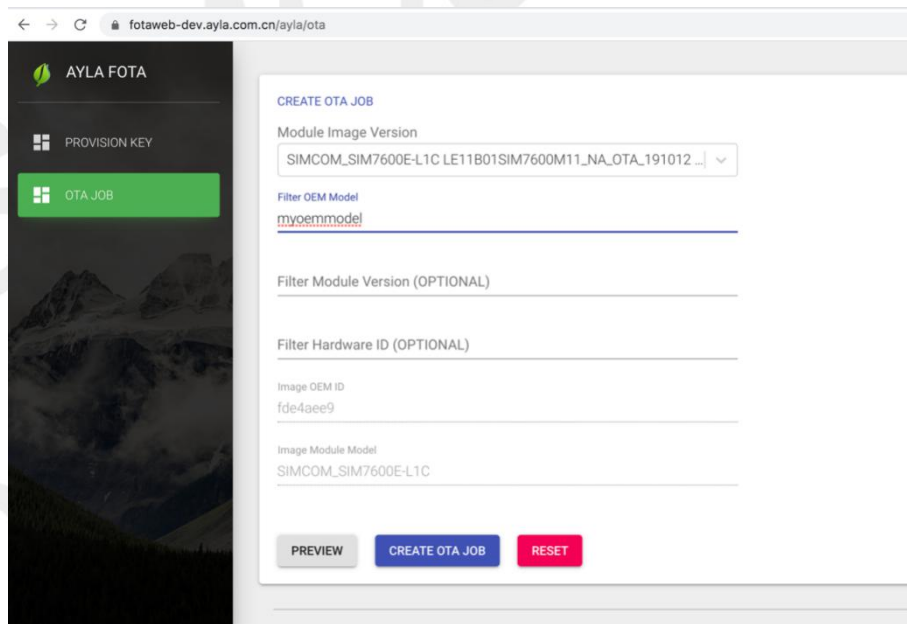 fotaweb-dev.ayla.com.cn/ayla/ota
AYLA FOTA
PROVISION KEY
OTA JOB
CREATE OTA JOB
Module Image Version
SIMCOM_SIM7600E-L1C LE11B01SIM7600M11_NA_OTA_191012 ...
Filter OEM Model
myoemmodel
Filter Module Version (OPTIONAL)
Filter Hardware ID (OPTIONAL)
Image OEM ID
fde4aee9
Image Module Model
SIMCOM_SIM7600E-L1C
PREVIEW
CREATE OTA JOB
RESET